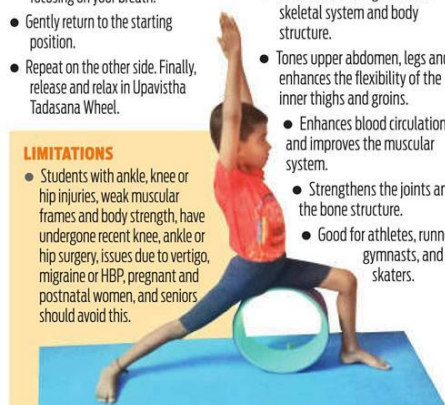 focusing on your breath.
● Gently return to the starting
position.
● Repeat on the other side. Finally,
release and relax in Upavistha
Tadasana Wheel.
LIMITATIONS
● Students with ankle, knee or
hip injuries, weak muscular
frames and body strength, have
undergone recent knee, ankle or
hip surgery, issues due to vertigo,
migraine or HBP, pregnant and
postnatal women, and seniors
should avoid this.
skeletal system and body
structure.
● Tones upper abdomen, legs and
enhances the flexibility of the
inner thighs and groins.
● Enhances blood circulation
and improves the muscular
system.
● Strengthens the joints
the bone structure.
● Good for athletes,
gymnasts, and
skaters.